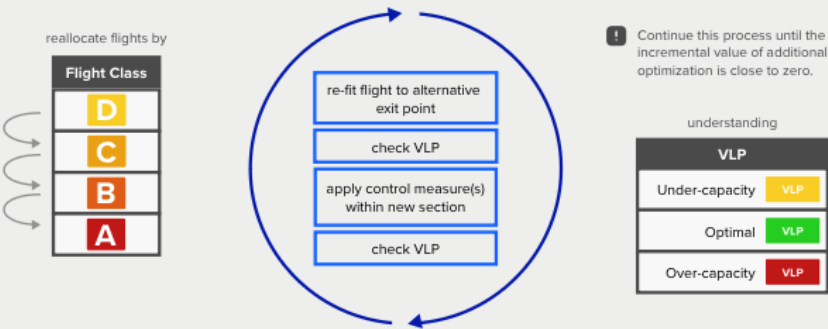 reallocate flights by
Flight Class
D
C
B
A
re-fit flight to alternative
exit point
check VLP
apply control measure(s)
within new section
check VLP
! Continue this process until the
incremental value of additional
optimization is close to zero.
understanding
VLP
Under-capacity VLP
Optimal VLP
Over-capacity VLP